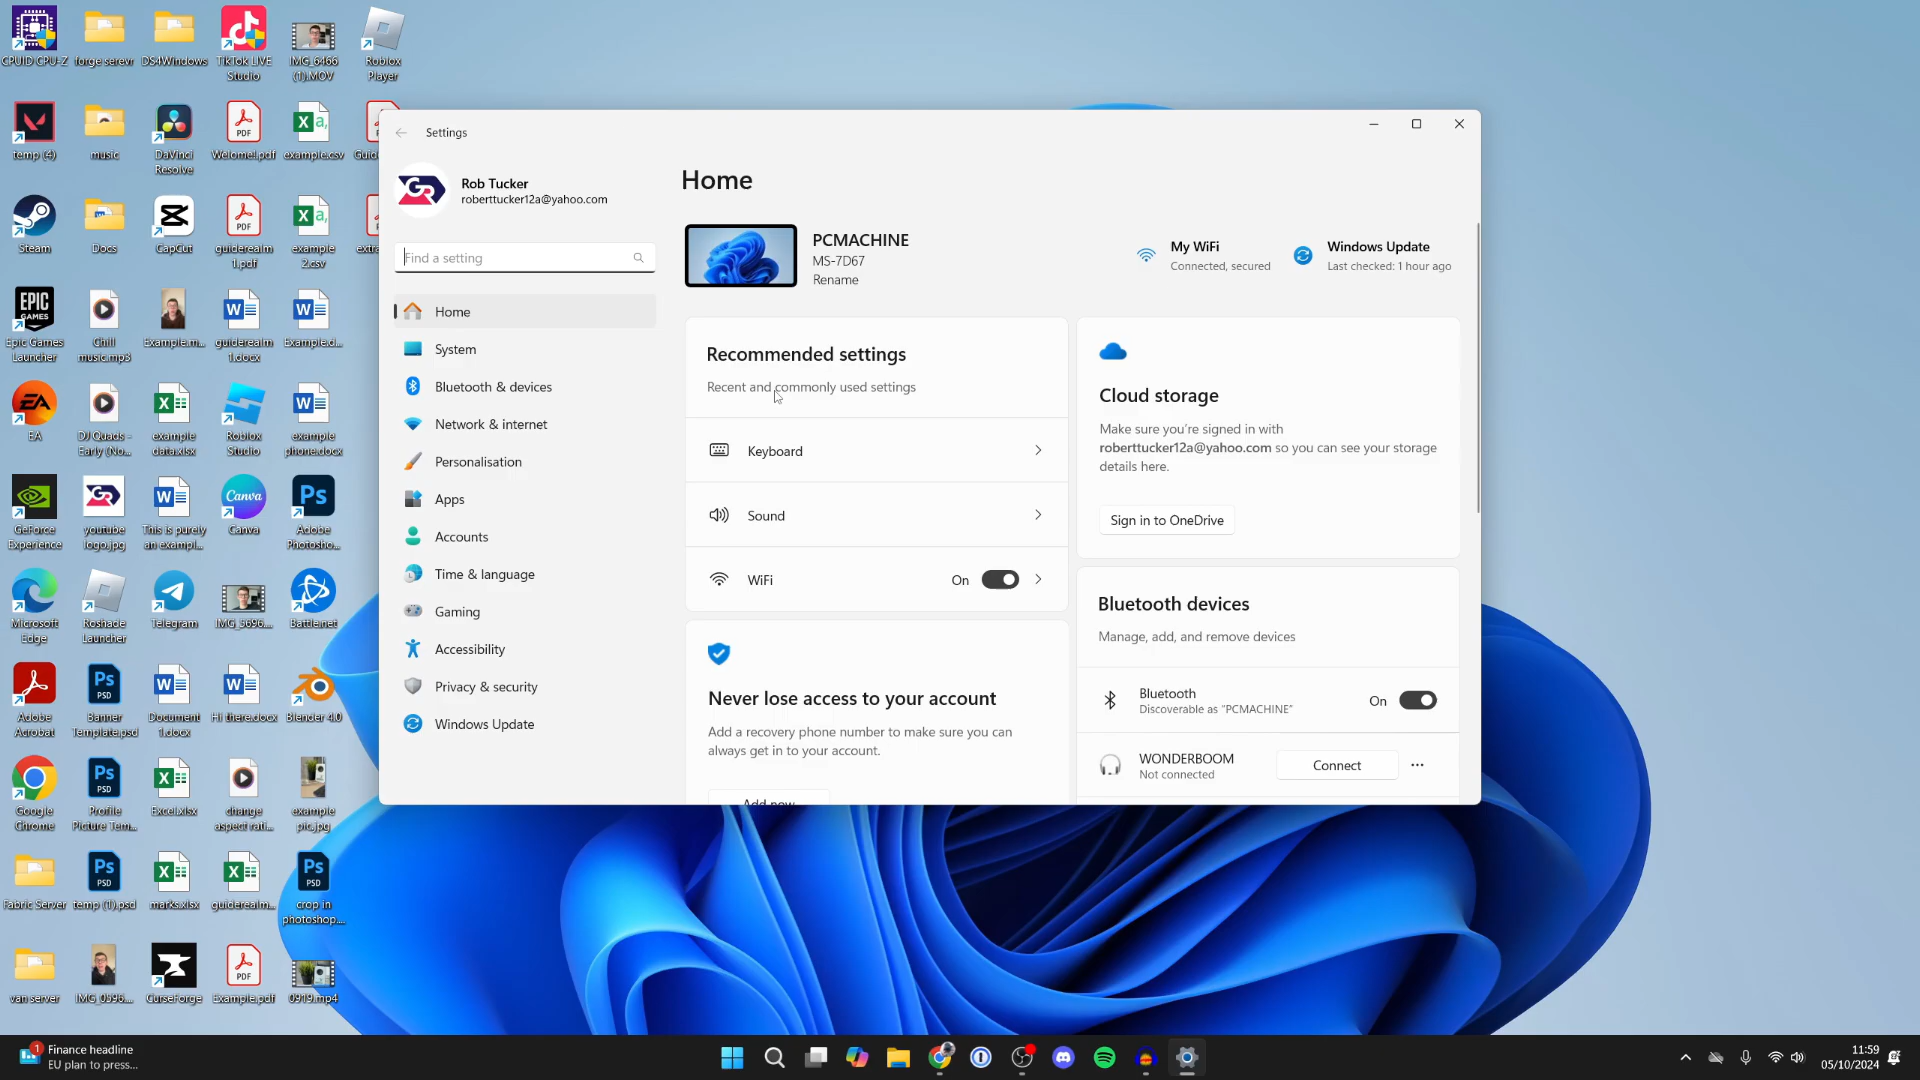 CPUID CPU-Z
forge serevr
DS4Windows
TikTok LIVE
Studio
IMG_6466
(1).MOV
Roblox
Player
temp (4)
music
DaVinci
Resolve
Welome!.pdf
example.csv
Steam
Docs
CapCut
guiderealm
1.pdf
example
2.csv
Epic Games
Launcher
Chill
music.mp3
Example.m...
guiderealm
1.docx
Example.d...
EA
DJ Quads -
Early (No...
example
data.xlsx
Roblox
Studio
example
phone.docx
GeForce
Experience
youtube
logo.jpg
This is purely
an exampl...
Canva
Adobe
Photosho...
Microsoft
Edge
Roshade
Launcher
Telegram
IMG_3696...
Battle.net
Adobe
Acrobat
Banner
Template.psd
Document
1.docx
Hi there.docx
Blender 4.0
Google
Chrome
Profile
Picture Tem...
Excel.xlsx
change
aspect rati...
example
pic.jpg
Fabric Server
temp (1).psd
marks.xlsx
guiderealm...
crop in
photoshop....
van server
IMG_0596....
CurseForge
Example.pdf
0919.mp4
Settings
Rob Tucker
roberttucker12a@yahoo.com
Find a setting
Home
System
Bluetooth & devices
Network & internet
Personalisation
Apps
Accounts
Time & language
Gaming
Accessibility
Privacy & security
Windows Update
Home
PCMACHINE
MS-7D67
Rename
My WiFi
Connected, secured
Windows Update
Last checked: 1 hour ago
Recommended settings
Recent and commonly used settings
Keyboard
Sound
WiFi
On
Never lose access to your account
Add a recovery phone number to make sure you can
always get in to your account.
Add now
Cloud storage
Make sure you're signed in with
roberttucker12a@yahoo.com so you can see your storage
details here.
Sign in to OneDrive
Bluetooth devices
Manage, add, and remove devices
Bluetooth
Discoverable as "PCMACHINE"
On
WONDERBOOM
Not connected
Connect
1
Finance headline
EU plan to press...
11:59
05/10/2024